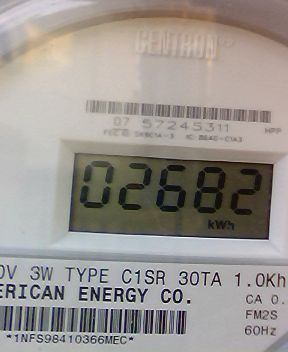 CENTRON
07 57245311 HPP
02682
kWh
0V 3W TYPE C1SR 30TA 1.0Kh
ERICAN ENERGY CO. CA 0.
FM2S
60Hz
*1NFS98410366MEC*